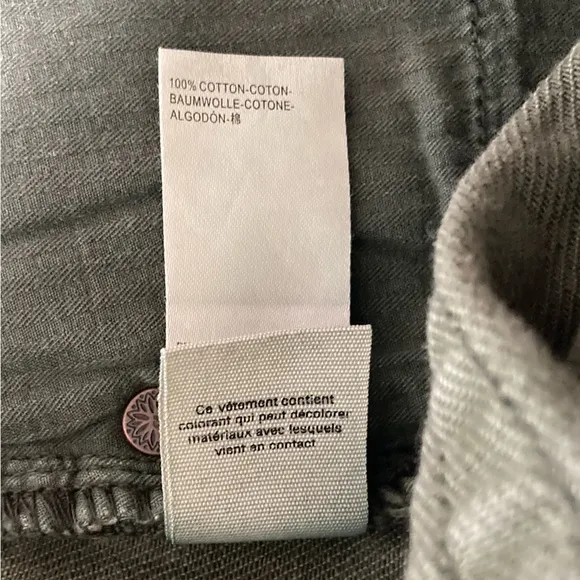 100% COTTON-COTON-
BAUMWOLLE-COTONE-
ALGODÓN-棉
Ce vêtement contient
colorant qui peut décolorer
matériaux avec lesquels
vient en contact